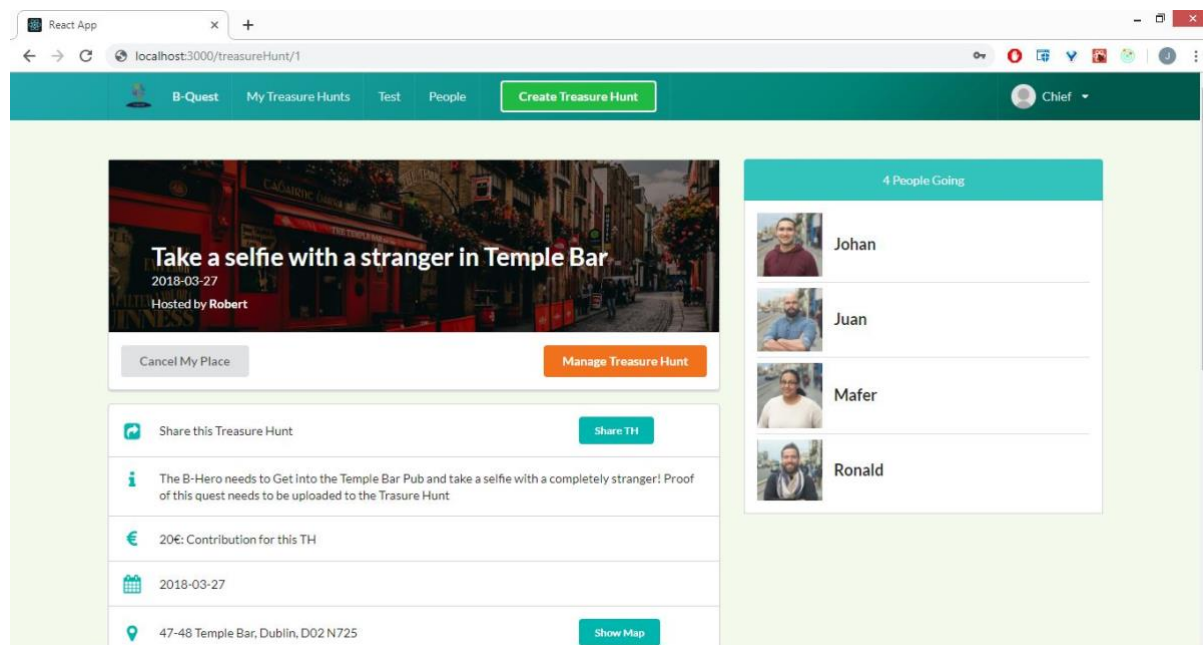 React App
localhost:3000/treasureHunt/1
B-Quest My Treasure Hunts Test People Create Treasure Hunt Chief
Take a selfie with a stranger in Temple Bar
2018-03-27
Hosted by Robert
Cancel My Place Manage Treasure Hunt
Share this Treasure Hunt Share TH
The B-Hero needs to Get into the Temple Bar Pub and take a selfie with a completely stranger! Proof
of this quest needs to be uploaded to the Trasure Hunt
20€: Contribution for this TH
2018-03-27
47-48 Temple Bar, Dublin, D02 N725 Show Map
4 People Going
Johan
Juan
Mafer
Ronald